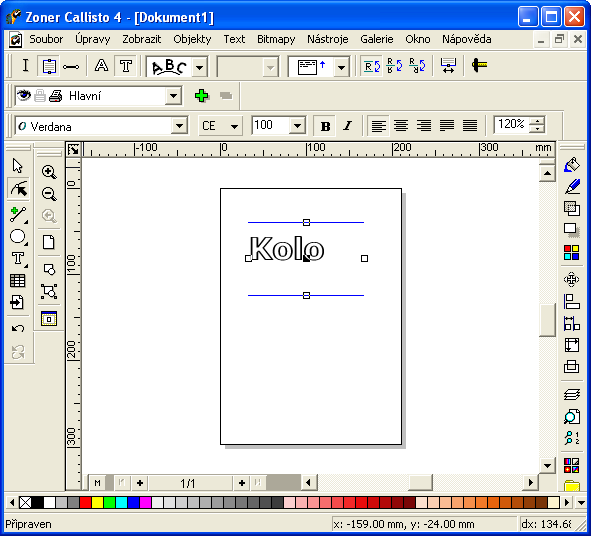 Zoner Callisto 4 - [Dokument1]
Soubor Úpravy Zobrazit Objekty Text Bitmapy Nástroje Galerie Okno Nápověda
ABC
Hlavní
Verdana CE 100 B I 120%
-100 0 100 200 300 mm
0
100
200
300
Kolo
M 1/1
Připraven x: -159.00 mm, y: -24.00 mm dx: 134.68